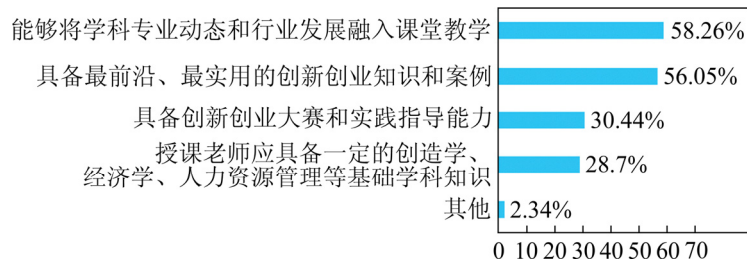 能够将学科专业动态和行业发展融入课堂教学 58.26%
具备最前沿、最实用的创新创业知识和案例 56.05%
具备创新创业大赛和实践指导能力 30.44%
授课老师应具备一定的创造学、
经济学、人力资源管理等基础学科知识 28.7%
其他 2.34%
0 10 20 30 40 50 60 70